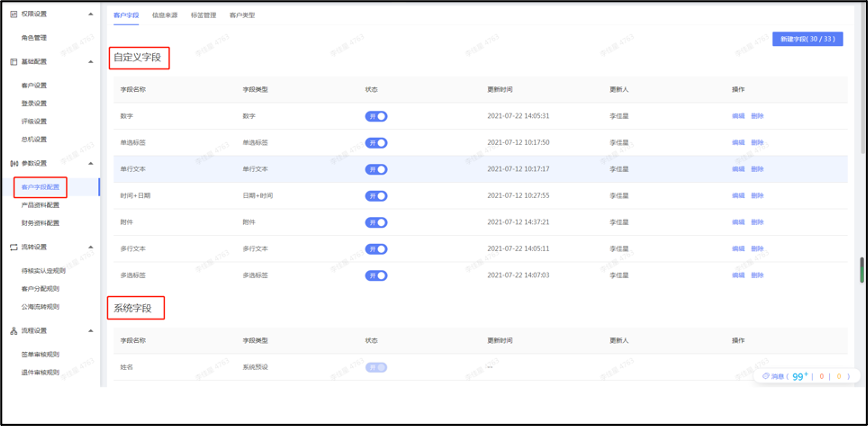 权限设置
角色管理
基础配置
客户设置
登录设置
评级设置
总机设置
参数设置
客户字段配置
产品资料配置
财务资料配置
流转设置
待核实认定规则
客户分配规则
公海流转规则
流程设置
签单审核规则
退件审核规则
客户字段 信息来源 标签管理 客户类型
新建字段( 30 / 33 )
自定义字段
字段名称 字段类型 状态 更新时间 更新人 操作
数字 数字 开 2021-07-22 14:05:31 李佳星 编辑 删除
单选标签 单选标签 开 2021-07-12 10:17:50 李佳星 编辑 删除
单行文本 单行文本 开 2021-07-12 10:17:17 李佳星 编辑 删除
时间+日期 日期+时间 开 2021-07-12 10:27:55 李佳星 编辑 删除
附件 附件 开 2021-07-22 14:37:21 李佳星 编辑 删除
多行文本 多行文本 开 2021-07-22 14:05:11 李佳星 编辑 删除
多选标签 多选标签 开 2021-07-22 14:07:03 李佳星 编辑 删除
系统字段
字段名称 字段类型 状态 更新时间 更新人 操作
姓名 系统预设 开 --
消息 ( 99+ | 0 | 0 )
李佳星 4763